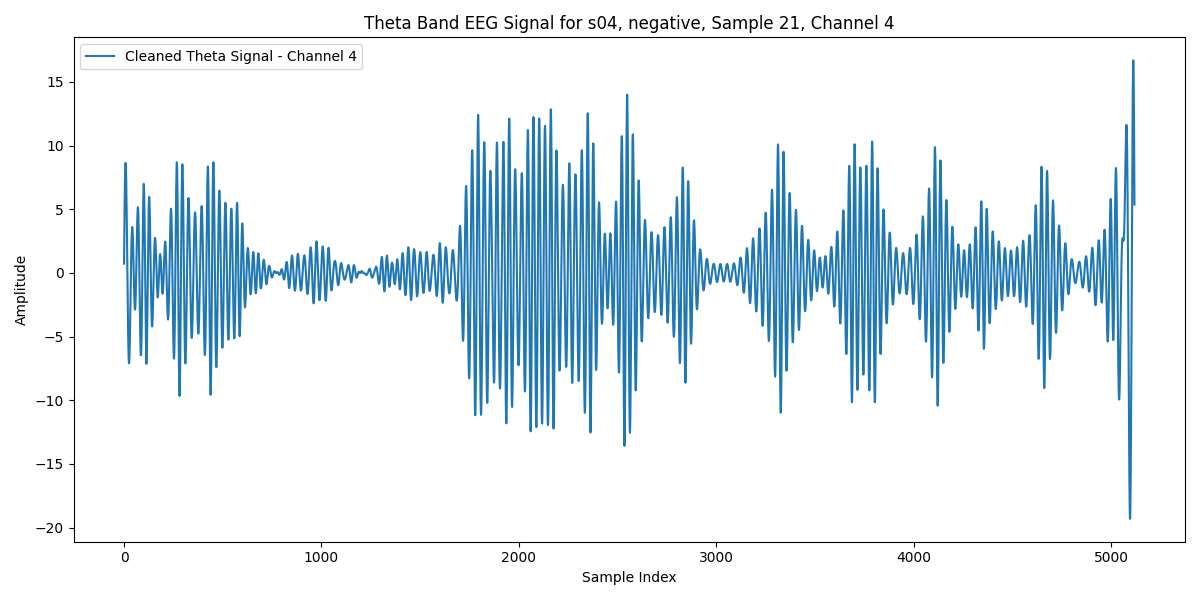 Theta Band EEG Signal for s04, negative, Sample 21, Channel 4
Cleaned Theta Signal - Channel 4
15
10
5
0
−5
−10
−15
−20
Amplitude
0 1000 2000 3000 4000 5000
Sample Index